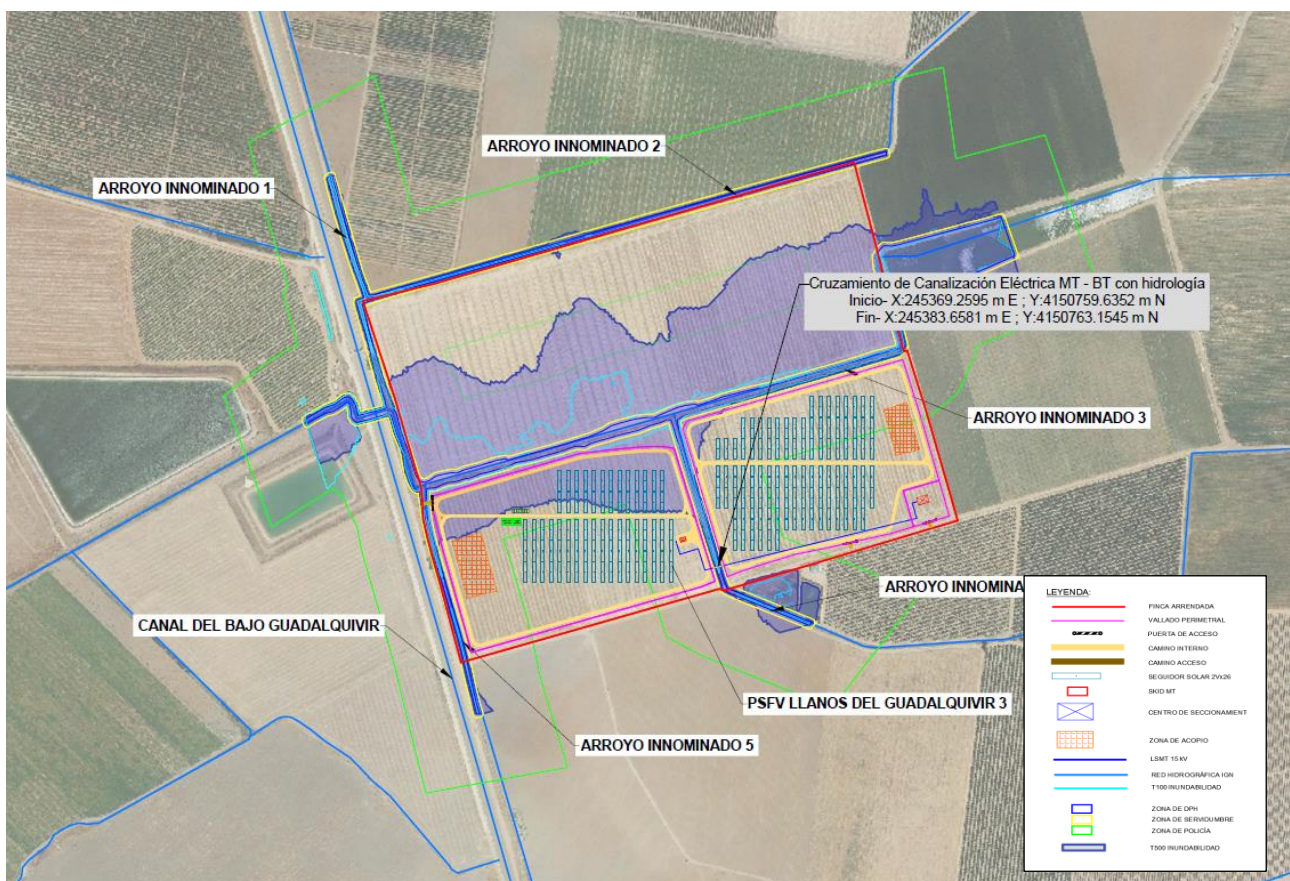 ARROYO INNOMINADO 2
ARROYO INNOMINADO 1
Cruzamiento de Canalización Eléctrica MT - BT con hidrología
Inicio- X:245369.2595 m E ; Y:4150759.6352 m N
Fin- X:245383.6581 m E ; Y:4150763.1545 m N
ARROYO INNOMINADO 3
ARROYO INNOMINA
CANAL DEL BAJO GUADALQUIVIR
PSFV LLANOS DEL GUADALQUIVIR 3
ARROYO INNOMINADO 5
LEYENDA:
FINCA ARRENDADA
VALLADO PERIMETRAL
PUERTA DE ACCESO
CAMINO INTERNO
CAMINO ACCESO
SEGUIDOR SOLAR 2Vx26
SKID MT
CENTRO DE SECCIONAMIENT
ZONA DE ACOPIO
LSMT 15 kV
RED HIDROGRÁFICA IGN
T100 INUNDABILIDAD
ZONA DE DPH
ZONA DE SERVIDUMBRE
ZONA DE POLICÍA
T500 INUNDABILIDAD